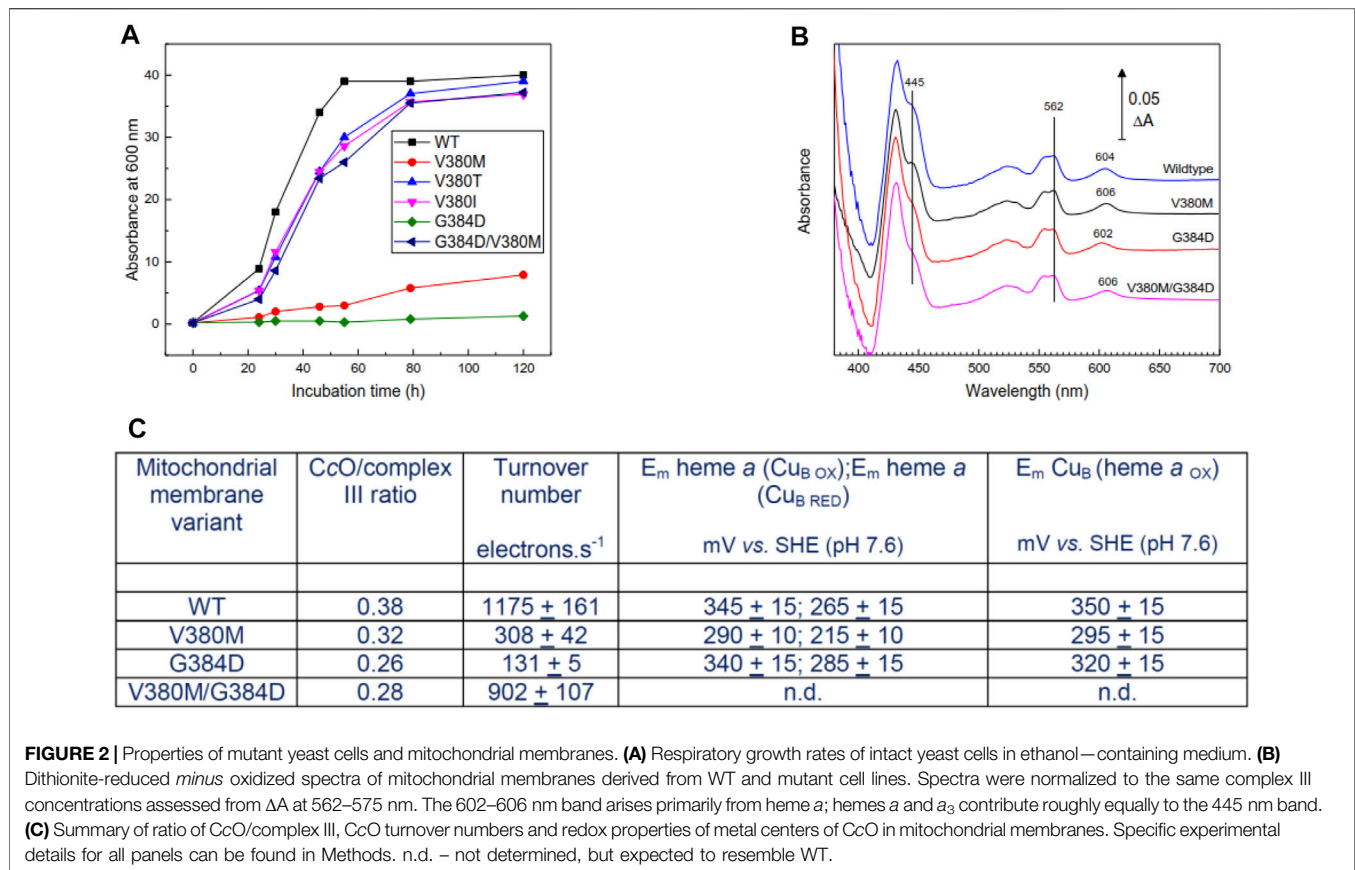 A
Absorbance at 600 nm
40
30
20
10
0
WT
V380M
V380T
V380I
G384D
G384D/V380M
0 20 40 60 80 100 120
Incubation time (h)
B
Absorbance
445
562
0.05
ΔA
Wildtype
604
V380M
606
G384D
602
V380M/G384D
606
400 450 500 550 600 650 700
Wavelength (nm)
C
Mitochondrial membrane variant
CcO/complex III ratio
Turnover number
electrons.s⁻¹
Em heme a (CuB OX);Em heme a (CuB RED)
mV vs. SHE (pH 7.6)
Em CuB (heme a OX)
mV vs. SHE (pH 7.6)
WT 0.38 1175 ± 161 345 ± 15; 265 ± 15 350 ± 15
V380M 0.32 308 ± 42 290 ± 10; 215 ± 10 295 ± 15
G384D 0.26 131 ± 5 340 ± 15; 285 ± 15 320 ± 15
V380M/G384D 0.28 902 ± 107 n.d. n.d.
FIGURE 2 | Properties of mutant yeast cells and mitochondrial membranes. (A) Respiratory growth rates of intact yeast cells in ethanol—containing medium. (B)
Dithionite-reduced minus oxidized spectra of mitochondrial membranes derived from WT and mutant cell lines. Spectra were normalized to the same complex III
concentrations assessed from ΔA at 562–575 nm. The 602–606 nm band arises primarily from heme a; hemes a and a₃ contribute roughly equally to the 445 nm band.
(C) Summary of ratio of CcO/complex III, CcO turnover numbers and redox properties of metal centers of CcO in mitochondrial membranes. Specific experimental
details for all panels can be found in Methods. n.d. – not determined, but expected to resemble WT.